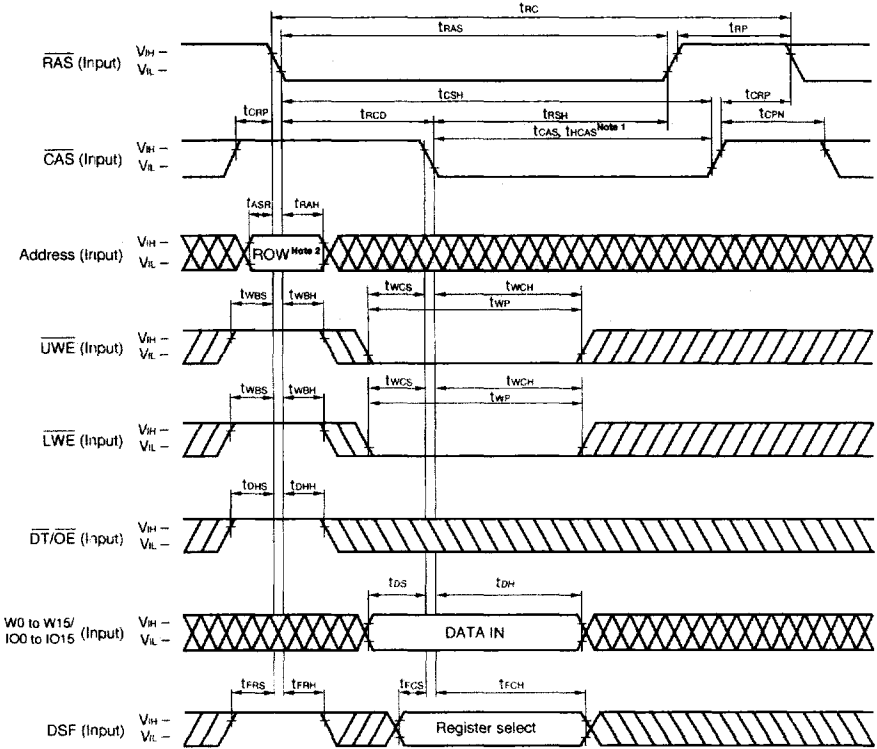 tRC
tRAS
tRP
RAS (Input)
VIH –
VIL –
tCSH
tCRP
tRCD
tRSH
tCRP
tCPN
tCAS, tHCAS Note 1
CAS (Input)
VIH –
VIL –
tASR
tRAH
Address (Input)
VIH –
VIL –
ROW Note 2
tWBS
tWBH
tWCS
tWCH
tWP
UWE (Input)
VIH –
VIL –
tWBS
tWBH
tWCS
tWCH
tWP
LWE (Input)
VIH –
VIL –
tDHS
tDHH
DT/OE (Input)
VIH –
VIL –
tDS
tDH
W0 to W15/
IO0 to IO15 (Input)
VIH –
VIL –
DATA IN
tFRS
tFRH
tFCS
tFCH
DSF (Input)
VIH –
VIL –
Register select